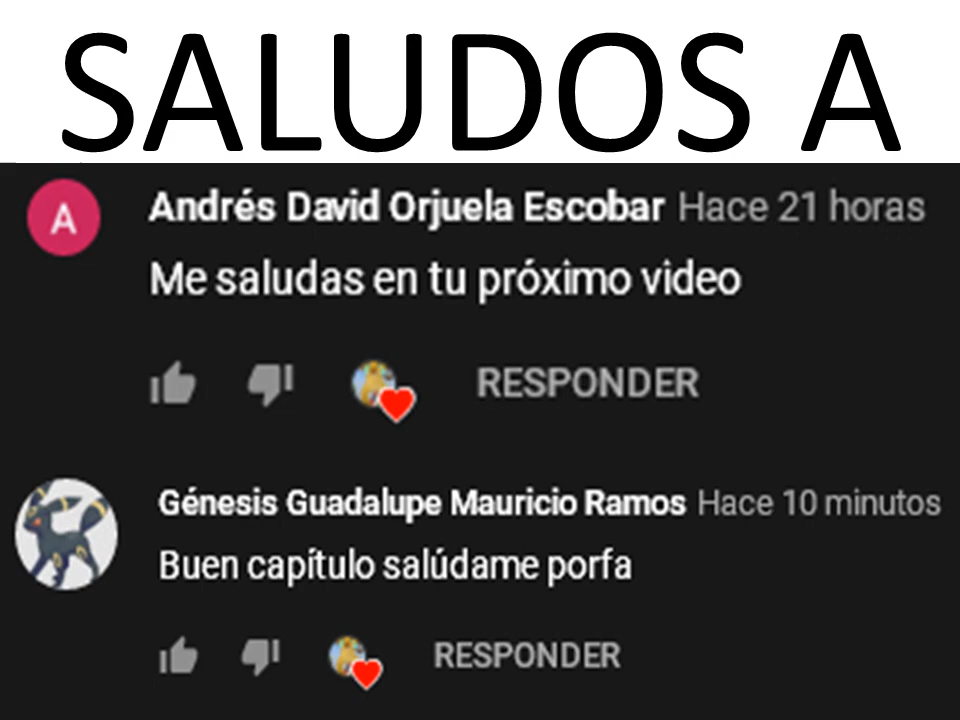 SALUDOS A
A
Andrés David Orjuela Escobar Hace 21 horas
Me saludas en tu próximo video
RESPONDER
Génesis Guadalupe Mauricio Ramos Hace 10 minutos
Buen capítulo salúdame porfa
RESPONDER